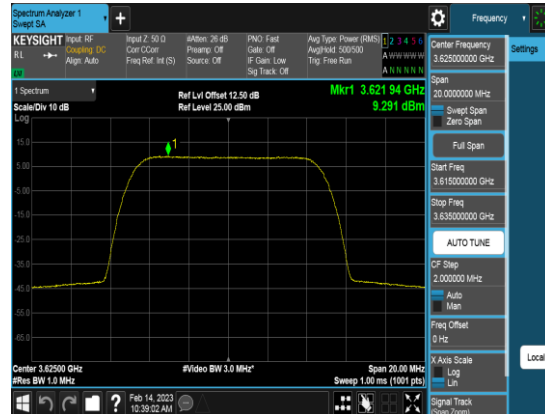 Spectrum Analyzer 1
Swept SA
+
Frequency
KEYSIGHT
RL
LW
Input: RF
Coupling: DC
Align: Auto
Input Z: 50 Ω
Corr CCorr
Freq Ref: Int (S)
#Atten: 26 dB
Preamp: Off
Source: Off
PNO: Fast
Gate: Off
IF Gain: Low
Sig Track: Off
Avg Type: Power (RMS)
Avg|Hold: 500/500
Trig: Free Run
1 2 3 4 5 6
A W W W W W
A N N N N N
1 Spectrum
Scale/Div 10 dB
Log
Ref Lvl Offset 12.50 dB
Ref Level 25.00 dBm
Mkr1 3.621 94 GHz
9.291 dBm
1
15.0
5.00
-5.00
-15.0
-25.0
-35.0
-45.0
-55.0
-65.0
Center 3.62500 GHz
#Res BW 1.0 MHz
#Video BW 3.0 MHz*
Span 20.00 MHz
Sweep 1.00 ms (1001 pts)
Feb 14, 2023
10:39:02 AM
Center Frequency
3.625000000 GHz
Settings
Span
20.0000000 MHz
Swept Span
Zero Span
Full Span
Start Freq
3.615000000 GHz
Stop Freq
3.635000000 GHz
AUTO TUNE
CF Step
2.000000 MHz
Auto
Man
Freq Offset
0 Hz
X Axis Scale
Log
Lin
Local
Signal Track
(Span Zoom)